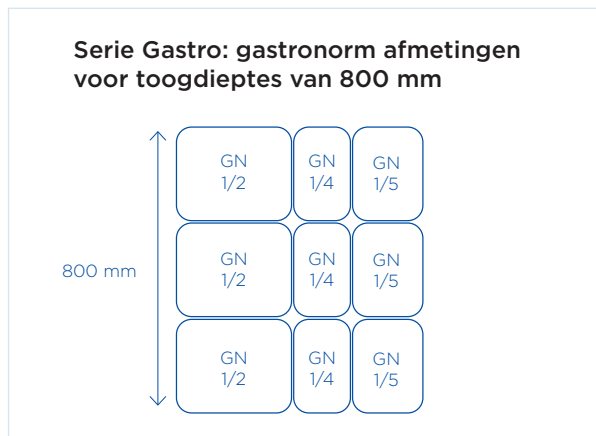 Serie Gastro: gastronorm afmetingen
voor toogdieptes van 800 mm
GN
1/2
GN
1/4
GN
1/5
800 mm
GN
1/2
GN
1/4
GN
1/5
GN
1/2
GN
1/4
GN
1/5